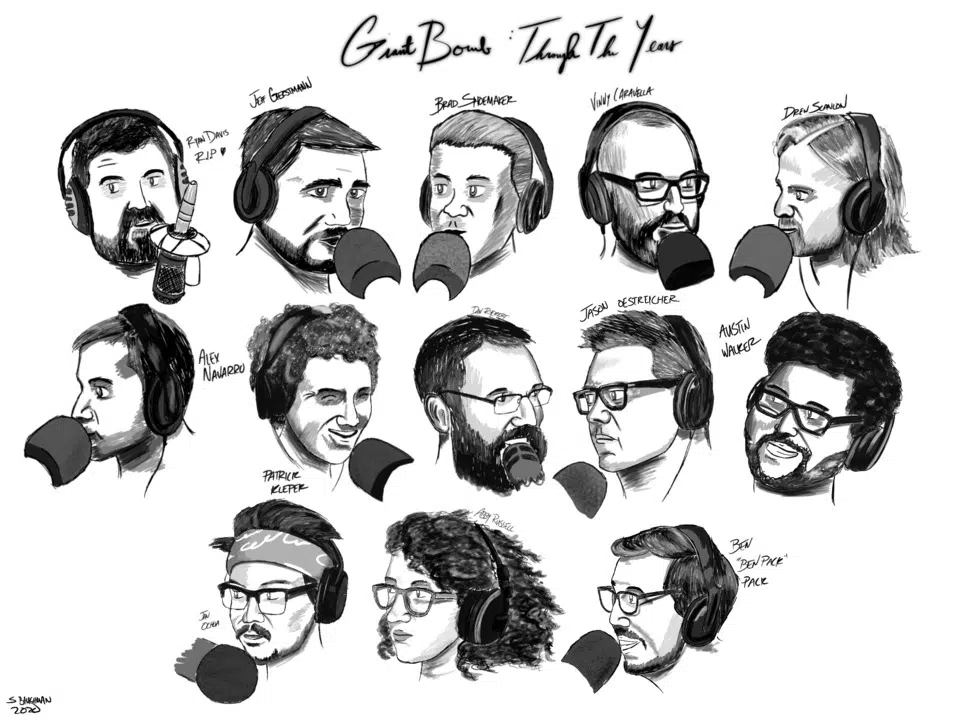 Giant Bomb : Through The Years
Ryan Davis
R.I.P ♥
Jeff Gerstmann
Brad Shoemaker
Vinny Caravella
Drew Scanlon
Alex
Navarro
Patrick
Klepek
Dan Ryckert
Jason Oestreicher
Austin
Walker
Jan
Ochoa
Abby Russell
Ben
"Ben Pack"
Pack
2020